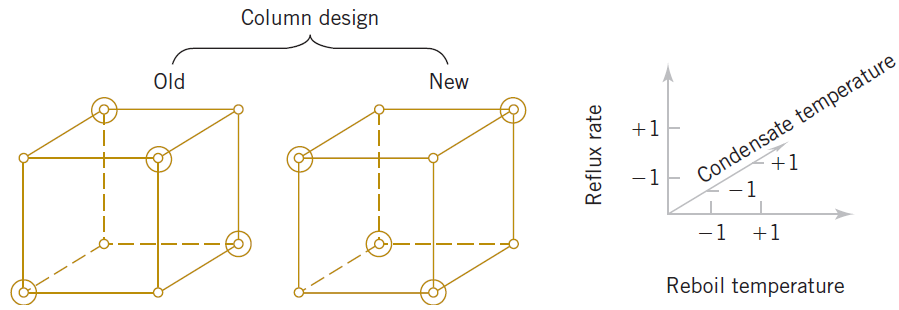 Column design
Old
New
Reflux rate
+1
−1
Condensate temperature
+1
−1
−1 +1
Reboil temperature